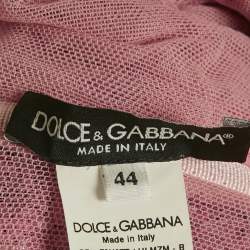 DOLCE & GABBANA®
MADE IN ITALY
44
DOLCE & GABBANA
Made in Italy